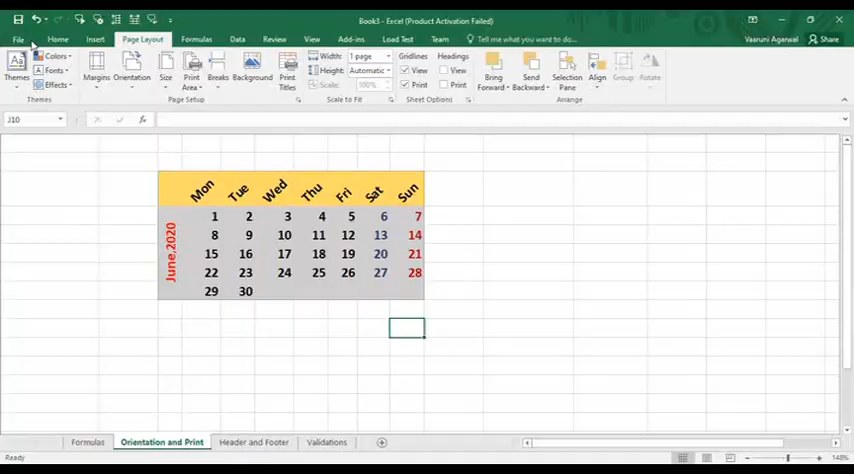 Book3 - Excel (Product Activation Failed)
File Home Insert Page Layout Formulas Data Review View Add-ins Load Test Team Tell me what you want to do... Vaaruni Agarwal Share
Themes Colors Fonts Effects
Margins Orientation Size Print Area Breaks Background Print Titles
Width: 1 page
Height: Automatic
Scale: 100%
Gridlines Headings
View View
Print Print
Bring Forward Send Backward Selection Pane Align Group Rotate
Themes Page Setup Scale to Fit Sheet Options Arrange
J10 fx
Mon Tue Wed Thu Fri Sat Sun
June,2020
1 2 3 4 5 6 7
8 9 10 11 12 13 14
15 16 17 18 19 20 21
22 23 24 25 26 27 28
29 30
Formulas Orientation and Print Header and Footer Validations
Ready 148%